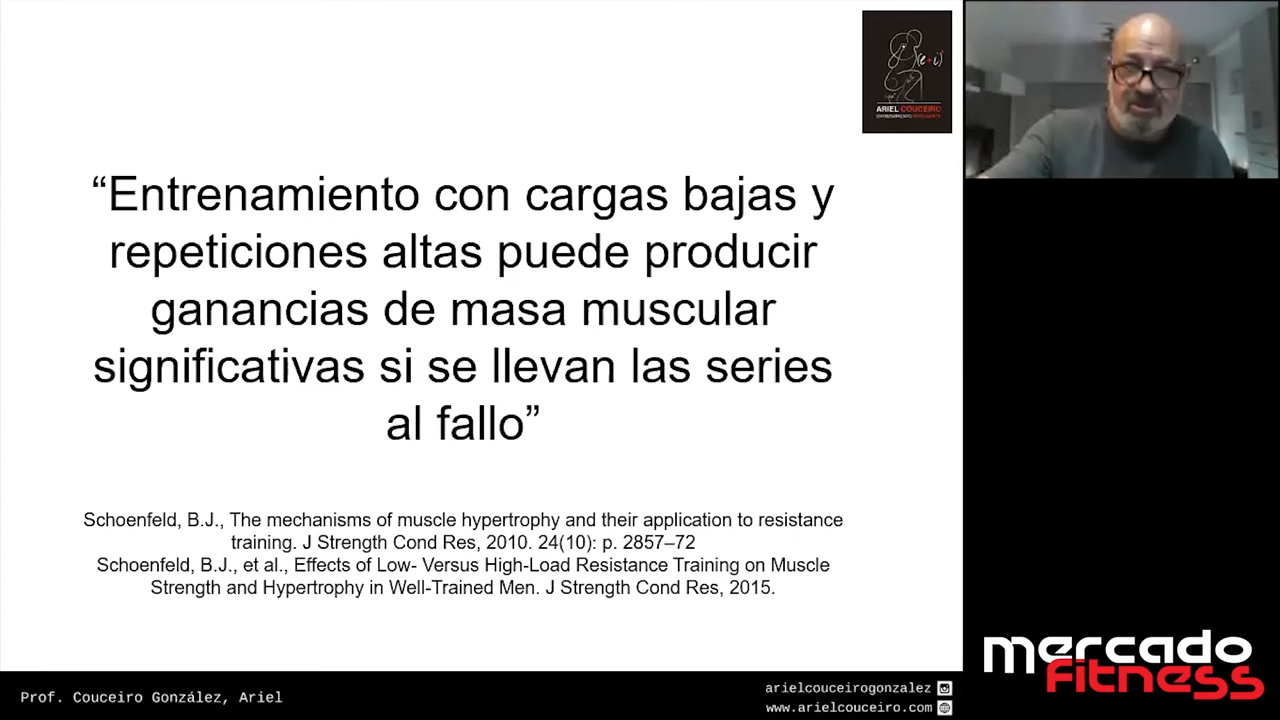 (e+i)
ARIEL COUCEIRO
“Entrenamiento con cargas bajas y
repeticiones altas puede producir
ganancias de masa muscular
significativas si se llevan las series
al fallo”
Schoenfeld, B.J., The mechanisms of muscle hypertrophy and their application to resistance
training. J Strength Cond Res, 2010. 24(10): p. 2857–72
Schoenfeld, B.J., et al., Effects of Low- Versus High-Load Resistance Training on Muscle
Strength and Hypertrophy in Well-Trained Men. J Strength Cond Res, 2015.
Prof. Couceiro González, Ariel
arielcouceirogonzalez
www.arielcouceiro.com
mercado
fitness